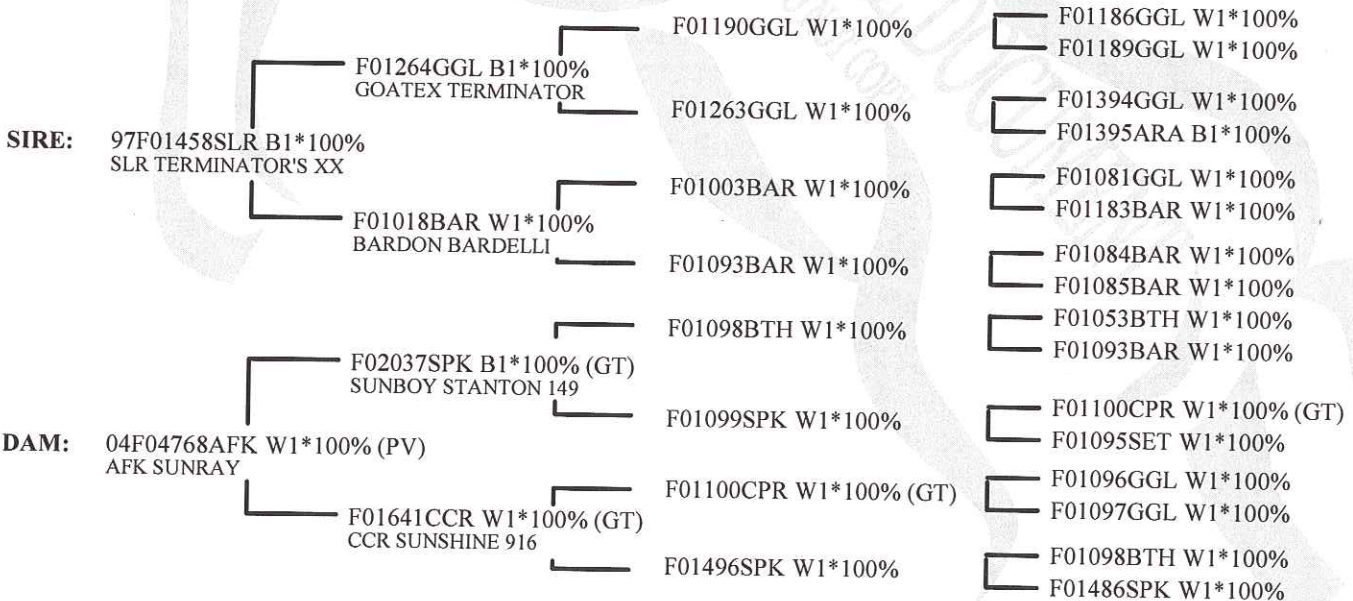 F01190GGL W1*100%
F01186GGL W1*100%
F01189GGL W1*100%
F01264GGL B1*100%
GOATEX TERMINATOR
F01263GGL W1*100%
F01394GGL W1*100%
F01395ARA B1*100%
SIRE: 97F01458SLR B1*100%
SLR TERMINATOR'S XX
F01003BAR W1*100%
F01081GGL W1*100%
F01183BAR W1*100%
F01018BAR W1*100%
BARDON BARDELLI
F01093BAR W1*100%
F01084BAR W1*100%
F01085BAR W1*100%
F01098BTH W1*100%
F01053BTH W1*100%
F01093BAR W1*100%
F02037SPK B1*100% (GT)
SUNBOY STANTON 149
F01099SPK W1*100%
F01100CPR W1*100% (GT)
F01095SET W1*100%
DAM: 04F04768AFK W1*100% (PV)
AFK SUNRAY
F01100CPR W1*100% (GT)
F01096GGL W1*100%
F01097GGL W1*100%
F01641CCR W1*100% (GT)
CCR SUNSHINE 916
F01496SPK W1*100%
F01098BTH W1*100%
F01486SPK W1*100%